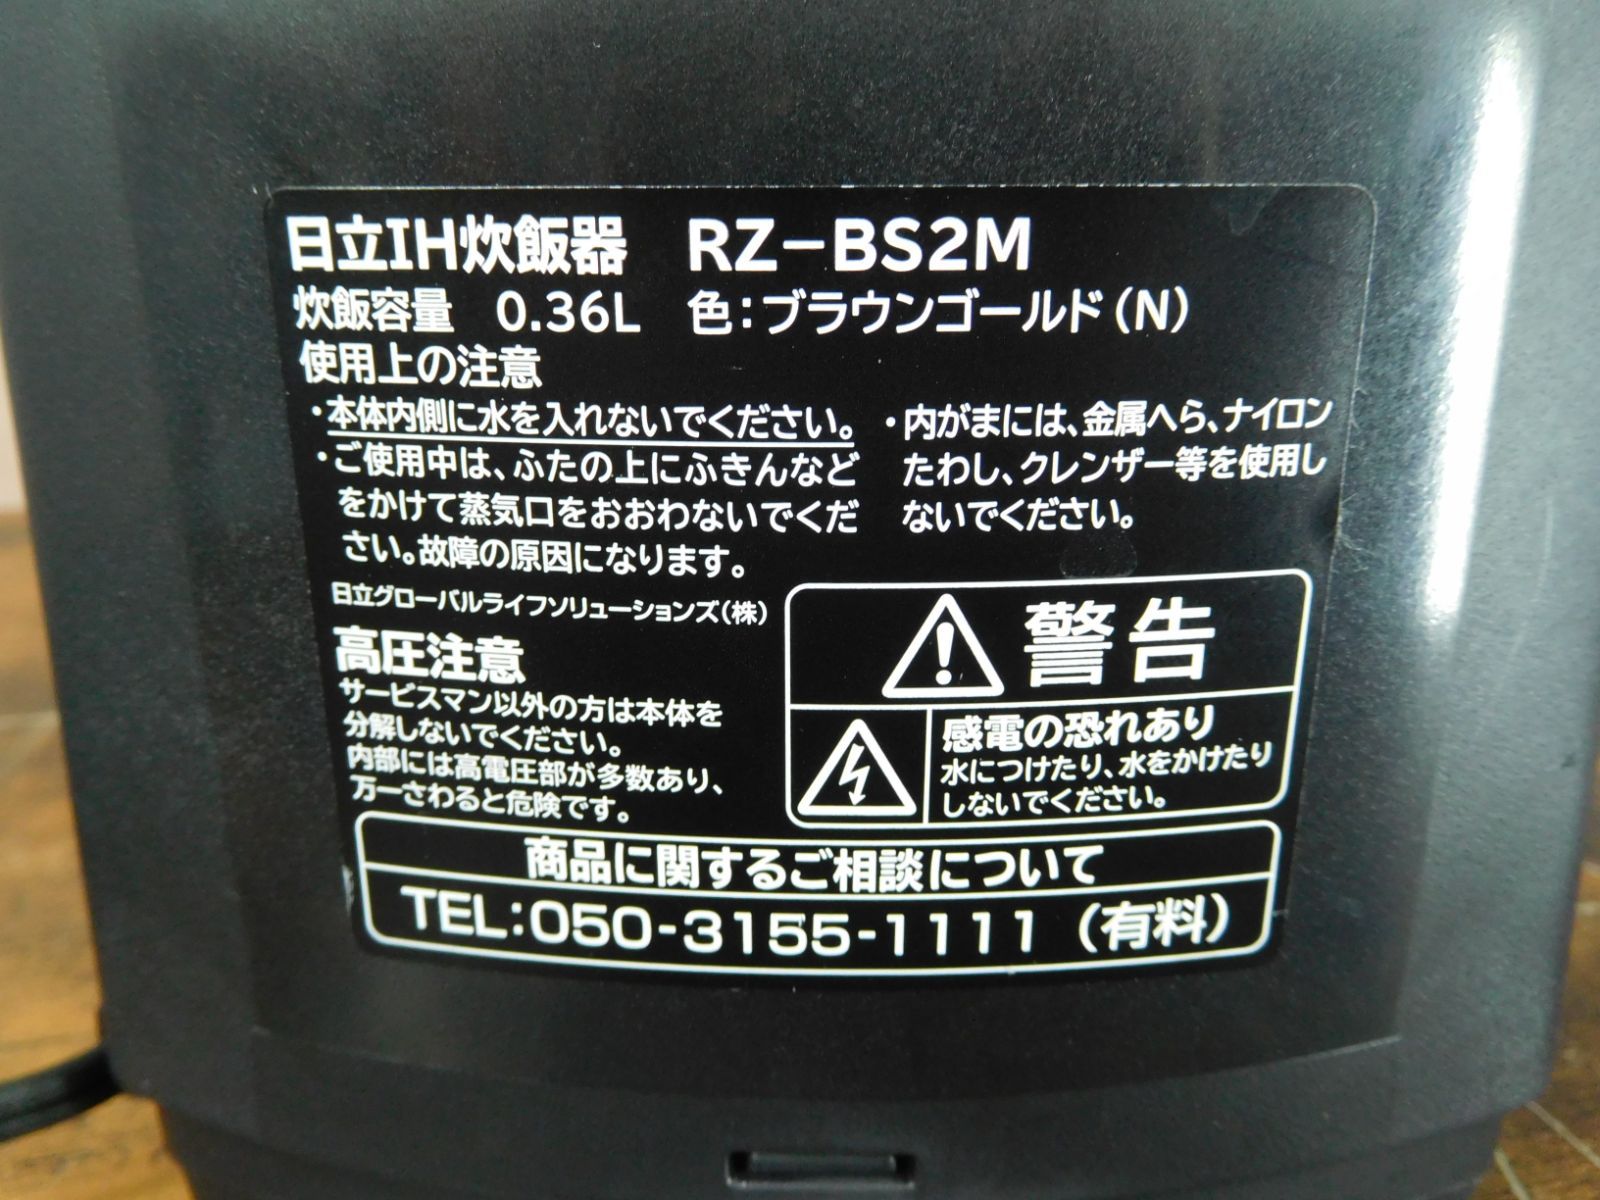 日立IH炊飯器 RZ−BS2M
炊飯容量 0.36L 色：ブラウンゴールド（N）
使用上の注意
・本体内側に水を入れないでください。
・ご使用中は、ふたの上にふきんなど
をかけて蒸気口をおおわないでくだ
さい。故障の原因になります。
・内がまには、金属へら、ナイロン
たわし、クレンザー等を使用し
ないでください。
日立グローバルライフソリューションズ（株）
高圧注意
サービスマン以外の方は本体を
分解しないでください。
内部には高電圧部が多数あり、
万一さわると危険です。
警告
感電の恐れあり
水につけたり、水をかけたり
しないでください。
商品に関するご相談について
TEL：050-3155-1111（有料）